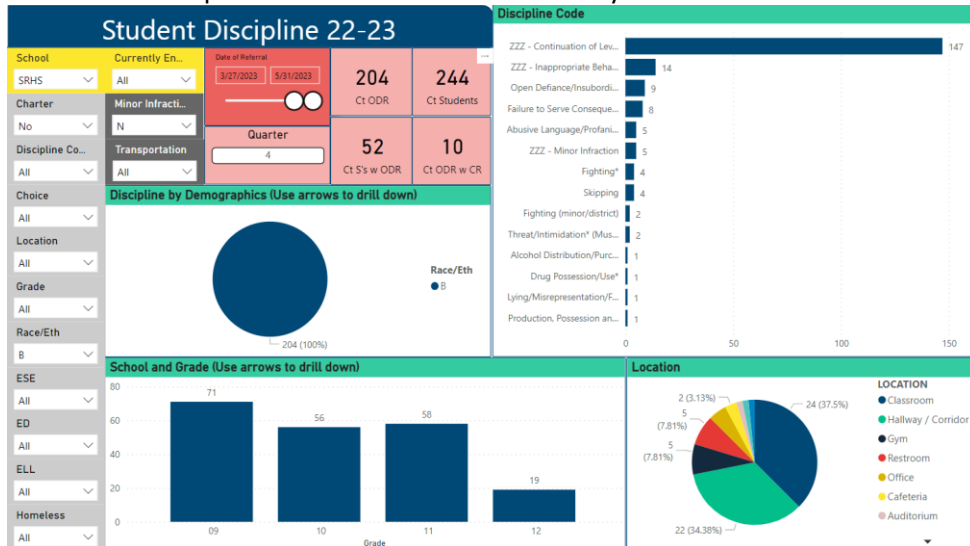 Student Discipline 22-23
School
SRHS
Currently En...
All
Charter
No
Minor Infracti...
N
Discipline Co...
All
Transportation
All
Choice
All
Location
All
Grade
All
Race/Eth
B
ESE
All
ED
All
ELL
All
Homeless
All
Date of Referral
3/27/2023 5/31/2023
Quarter
4
204
Ct ODR
244
Ct Students
52
Ct S's w ODR
10
Ct ODR w CR
...
Discipline by Demographics (Use arrows to drill down)
204 (100%)
Race/Eth
B
School and Grade (Use arrows to drill down)
80
60
40
20
0
71
56
58
19
09 10 11 12
Grade
Discipline Code
ZZZ - Continuation of Lev... 147
ZZZ - Inappropriate Beha... 14
Open Defiance/Insubordi... 9
Failure to Serve Conseque... 8
Abusive Language/Profani... 5
ZZZ - Minor Infraction 5
Fighting* 4
Skipping 4
Fighting (minor/district) 2
Threat/Intimidation* (Mus... 2
Alcohol Distribution/Purc... 1
Drug Possession/Use* 1
Lying/Misrepresentation/F... 1
Production, Possession an... 1
0 50 100 150
Location
2 (3.13%)
5
(7.81%)
5
(7.81%)
24 (37.5%)
22 (34.38%)
LOCATION
Classroom
Hallway / Corridor
Gym
Restroom
Office
Cafeteria
Auditorium